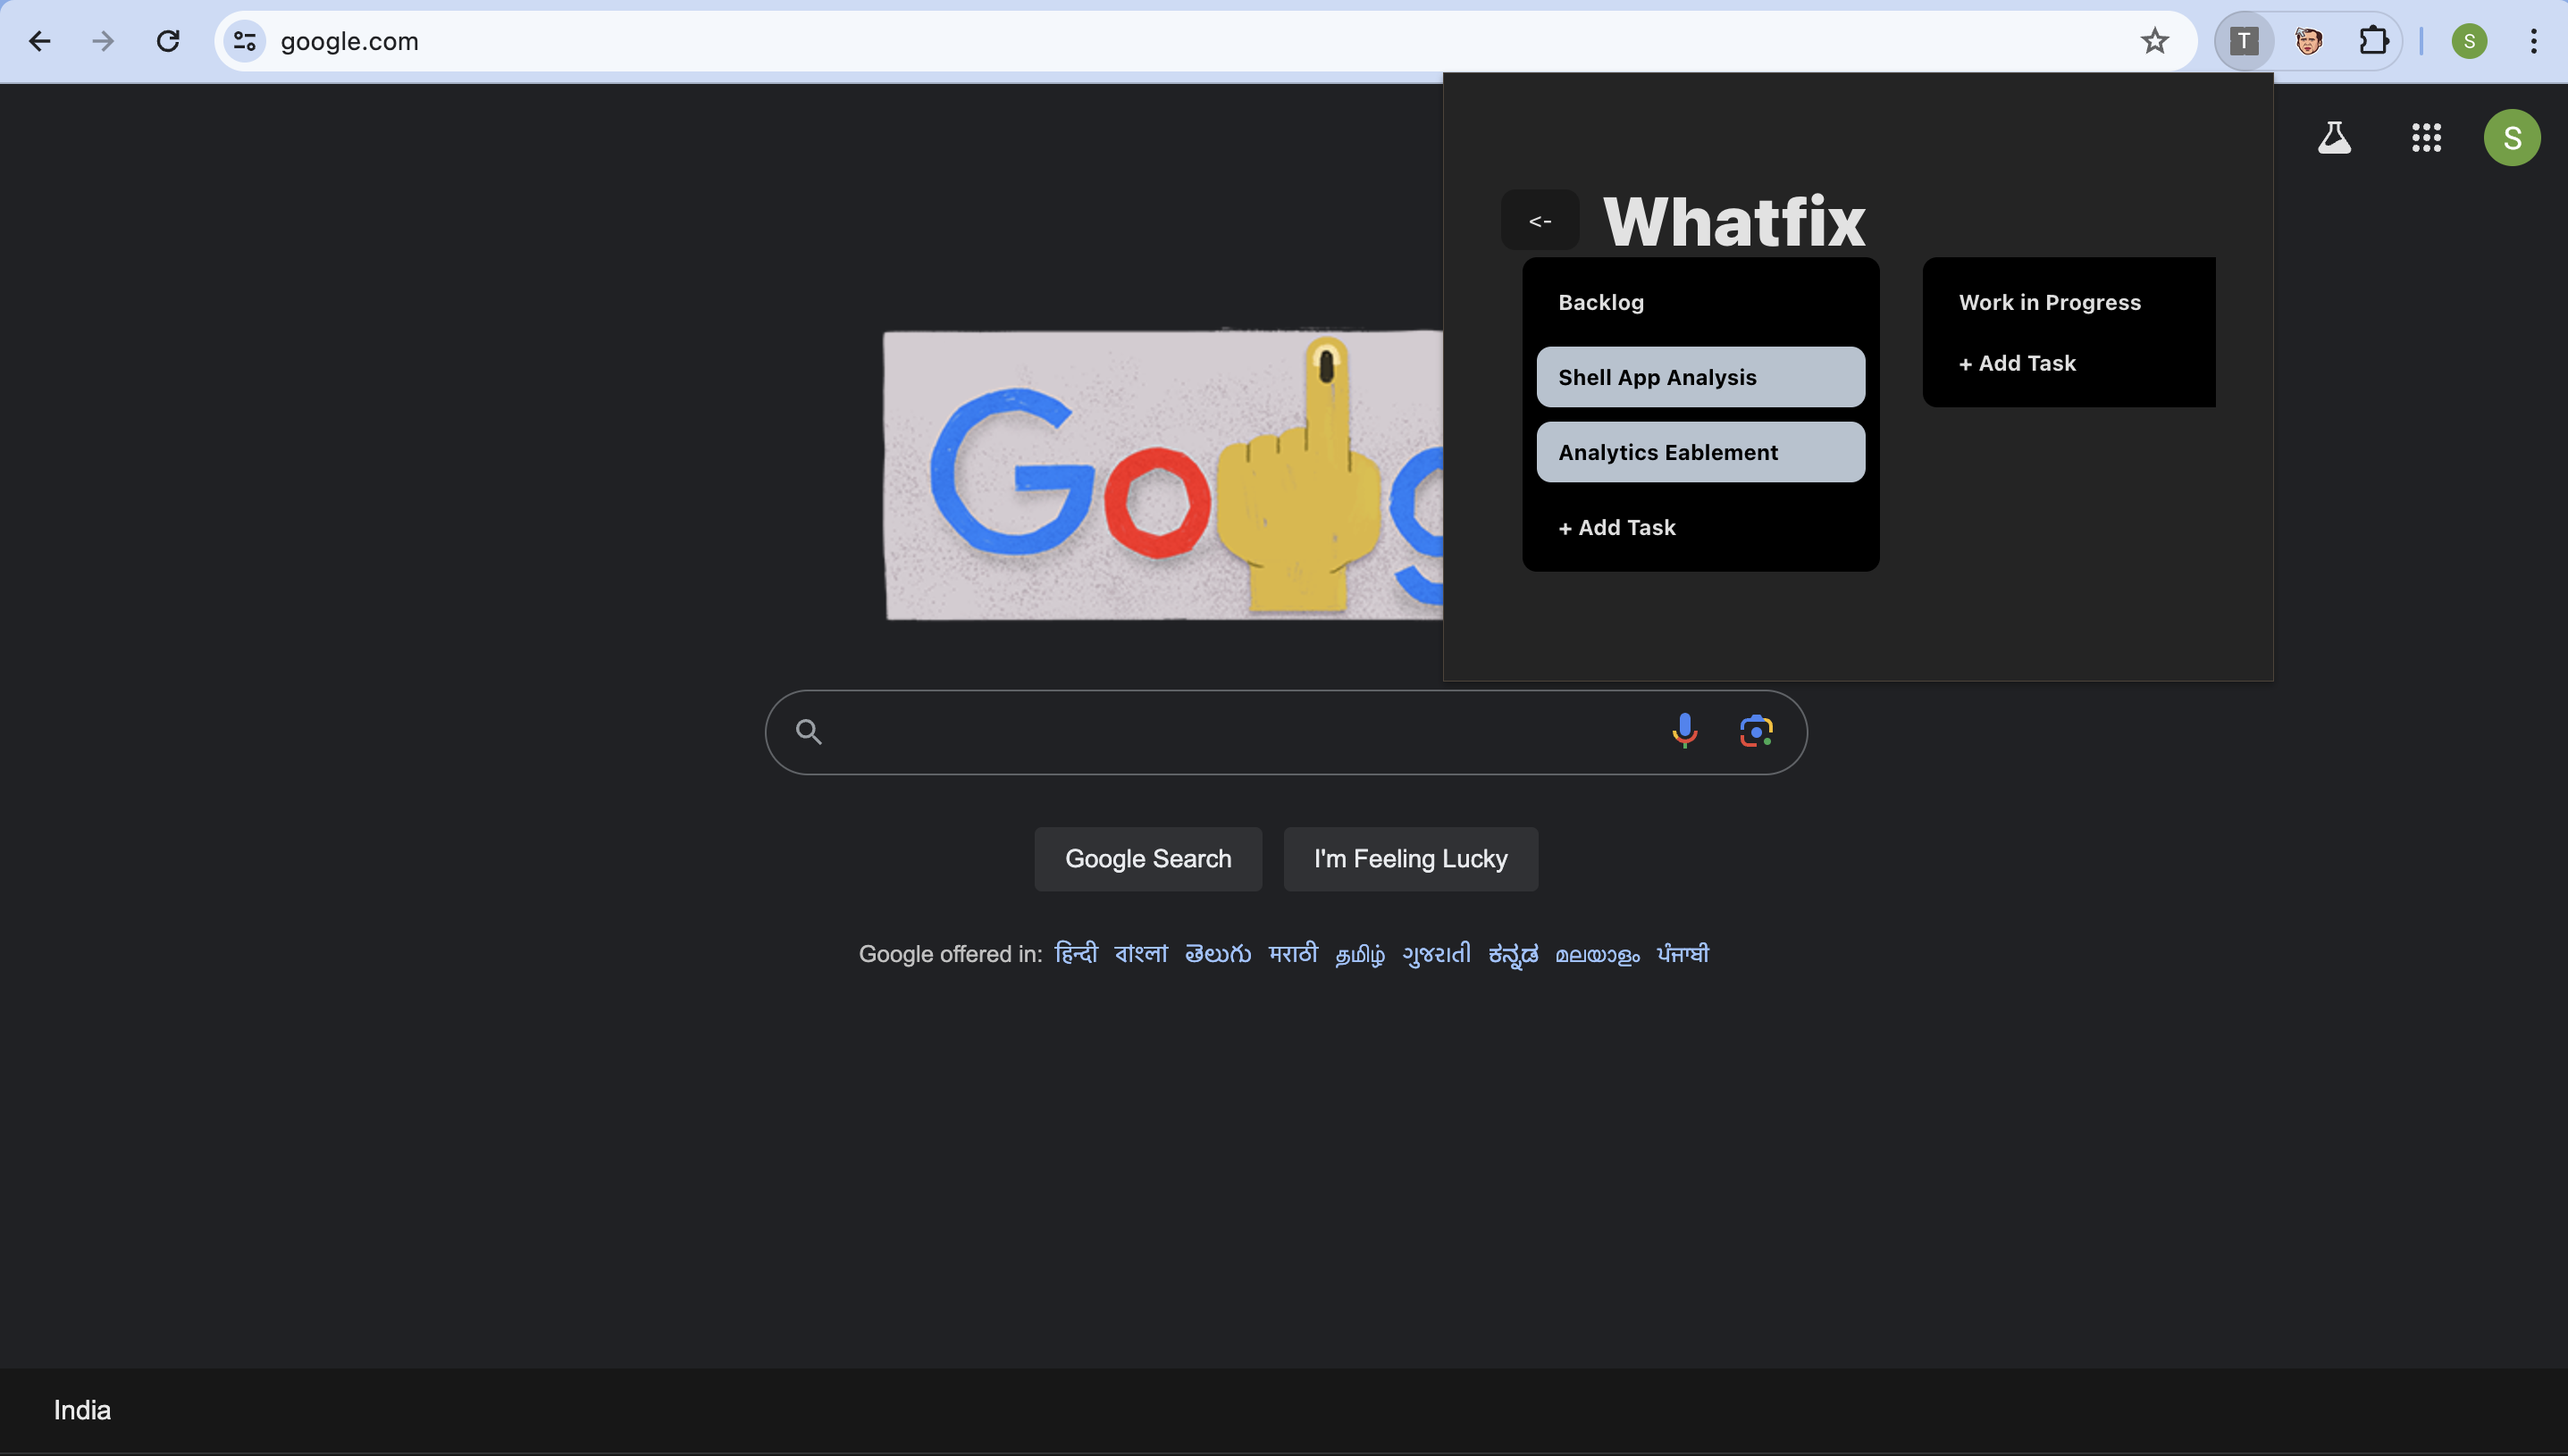 google.com
T
S
S
<- Whatfix
Backlog
Shell App Analysis
Analytics Eablement
+ Add Task
Work in Progress
+ Add Task
Goog
Google Search
I'm Feeling Lucky
Google offered in: हिन्दी বাংলা తెలుగు मराठी தமிழ் ગુજરાતી ಕನ್ನಡ മലയാളം ਪੰਜਾਬੀ
India